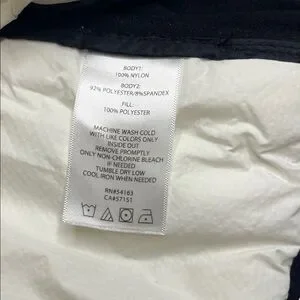 BODY1:
100% NYLON
BODY2:
92% POLYESTER/8%SPANDEX
FILL:
100% POLYESTER
MACHINE WASH COLD
WITH LIKE COLORS ONLY
INSIDE OUT
REMOVE PROMPTLY
ONLY NON-CHLORINE BLEACH
IF NEEDED
TUMBLE DRY LOW
COOL IRON WHEN NEEDED
RN#54163
CA#57151